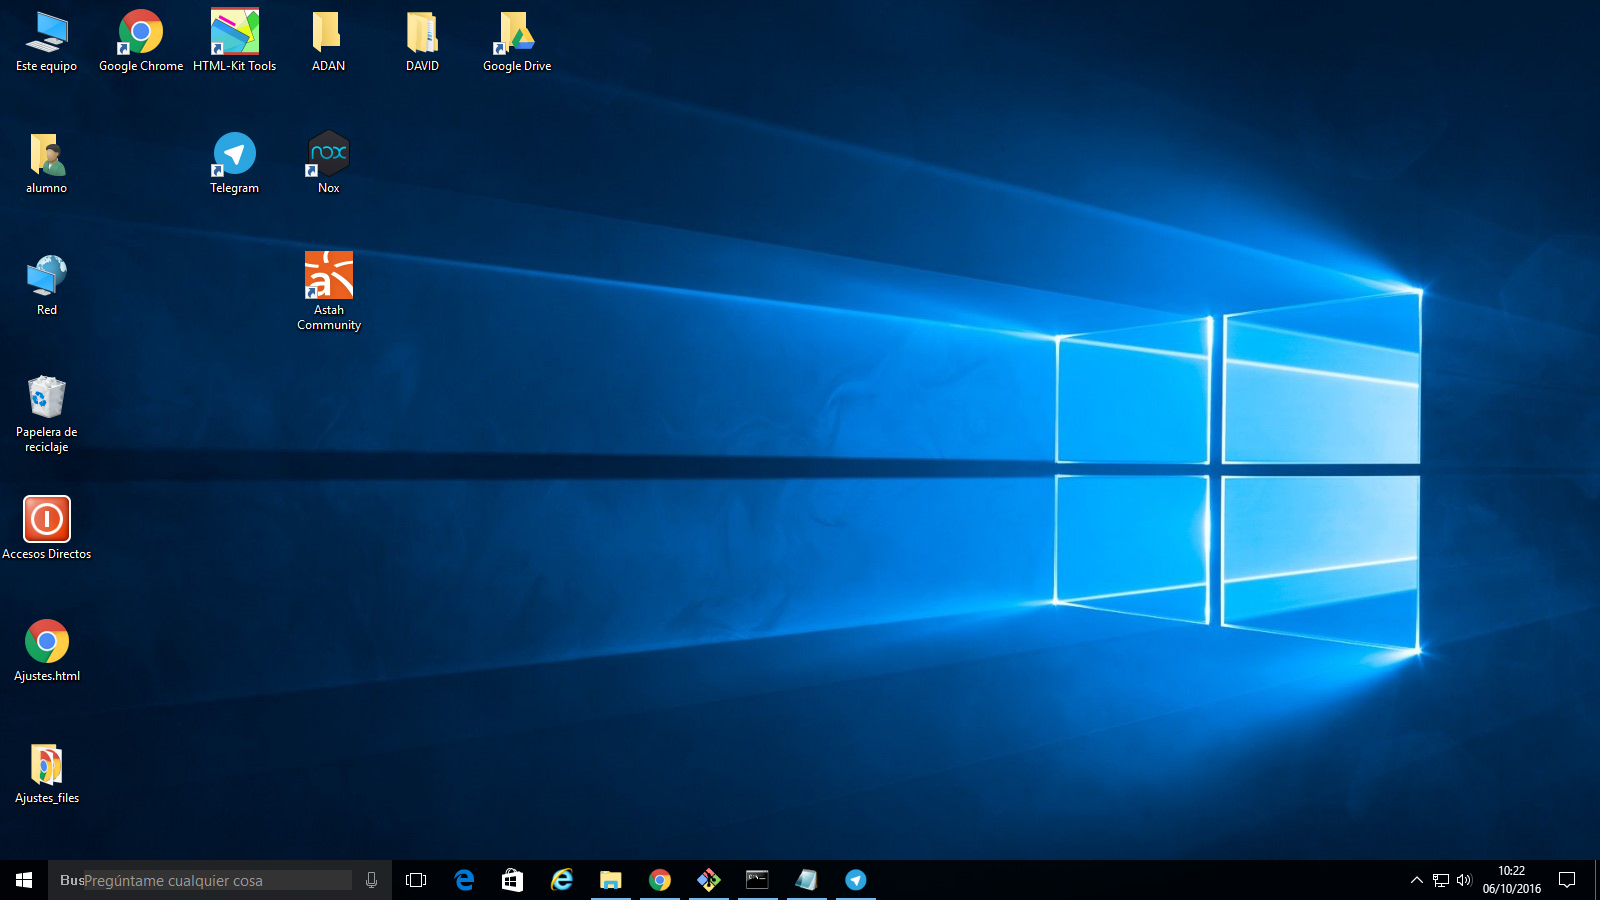 Este equipo
Google Chrome
HTML-Kit Tools
ADAN
DAVID
Google Drive
alumno
Telegram
nox
Nox
Red
a
Astah
Community
Papelera de
reciclaje
Accesos Directos
Ajustes.html
Ajustes_files
BusPregúntame cualquier cosa
10:22
06/10/2016